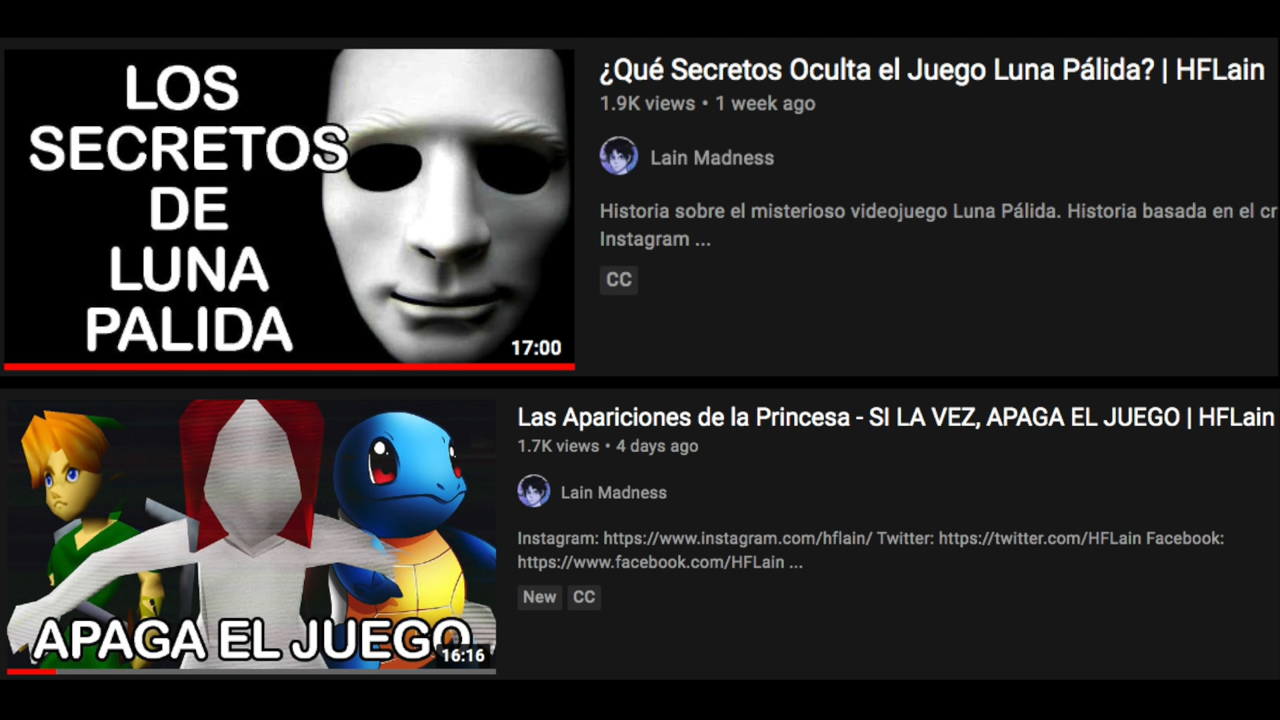 LOS
SECRETOS
DE
LUNA
PALIDA
17:00
¿Qué Secretos Oculta el Juego Luna Pálida? | HFLain
1.9K views • 1 week ago
Lain Madness
Historia sobre el misterioso videojuego Luna Pálida. Historia basada en el cr
Instagram ...
CC
APAGA EL JUEGO
16:16
Las Apariciones de la Princesa - SI LA VEZ, APAGA EL JUEGO | HFLain
1.7K views • 4 days ago
Lain Madness
Instagram: https://www.instagram.com/hflain/ Twitter: https://twitter.com/HFLain Facebook:
https://www.facebook.com/HFLain ...
New CC